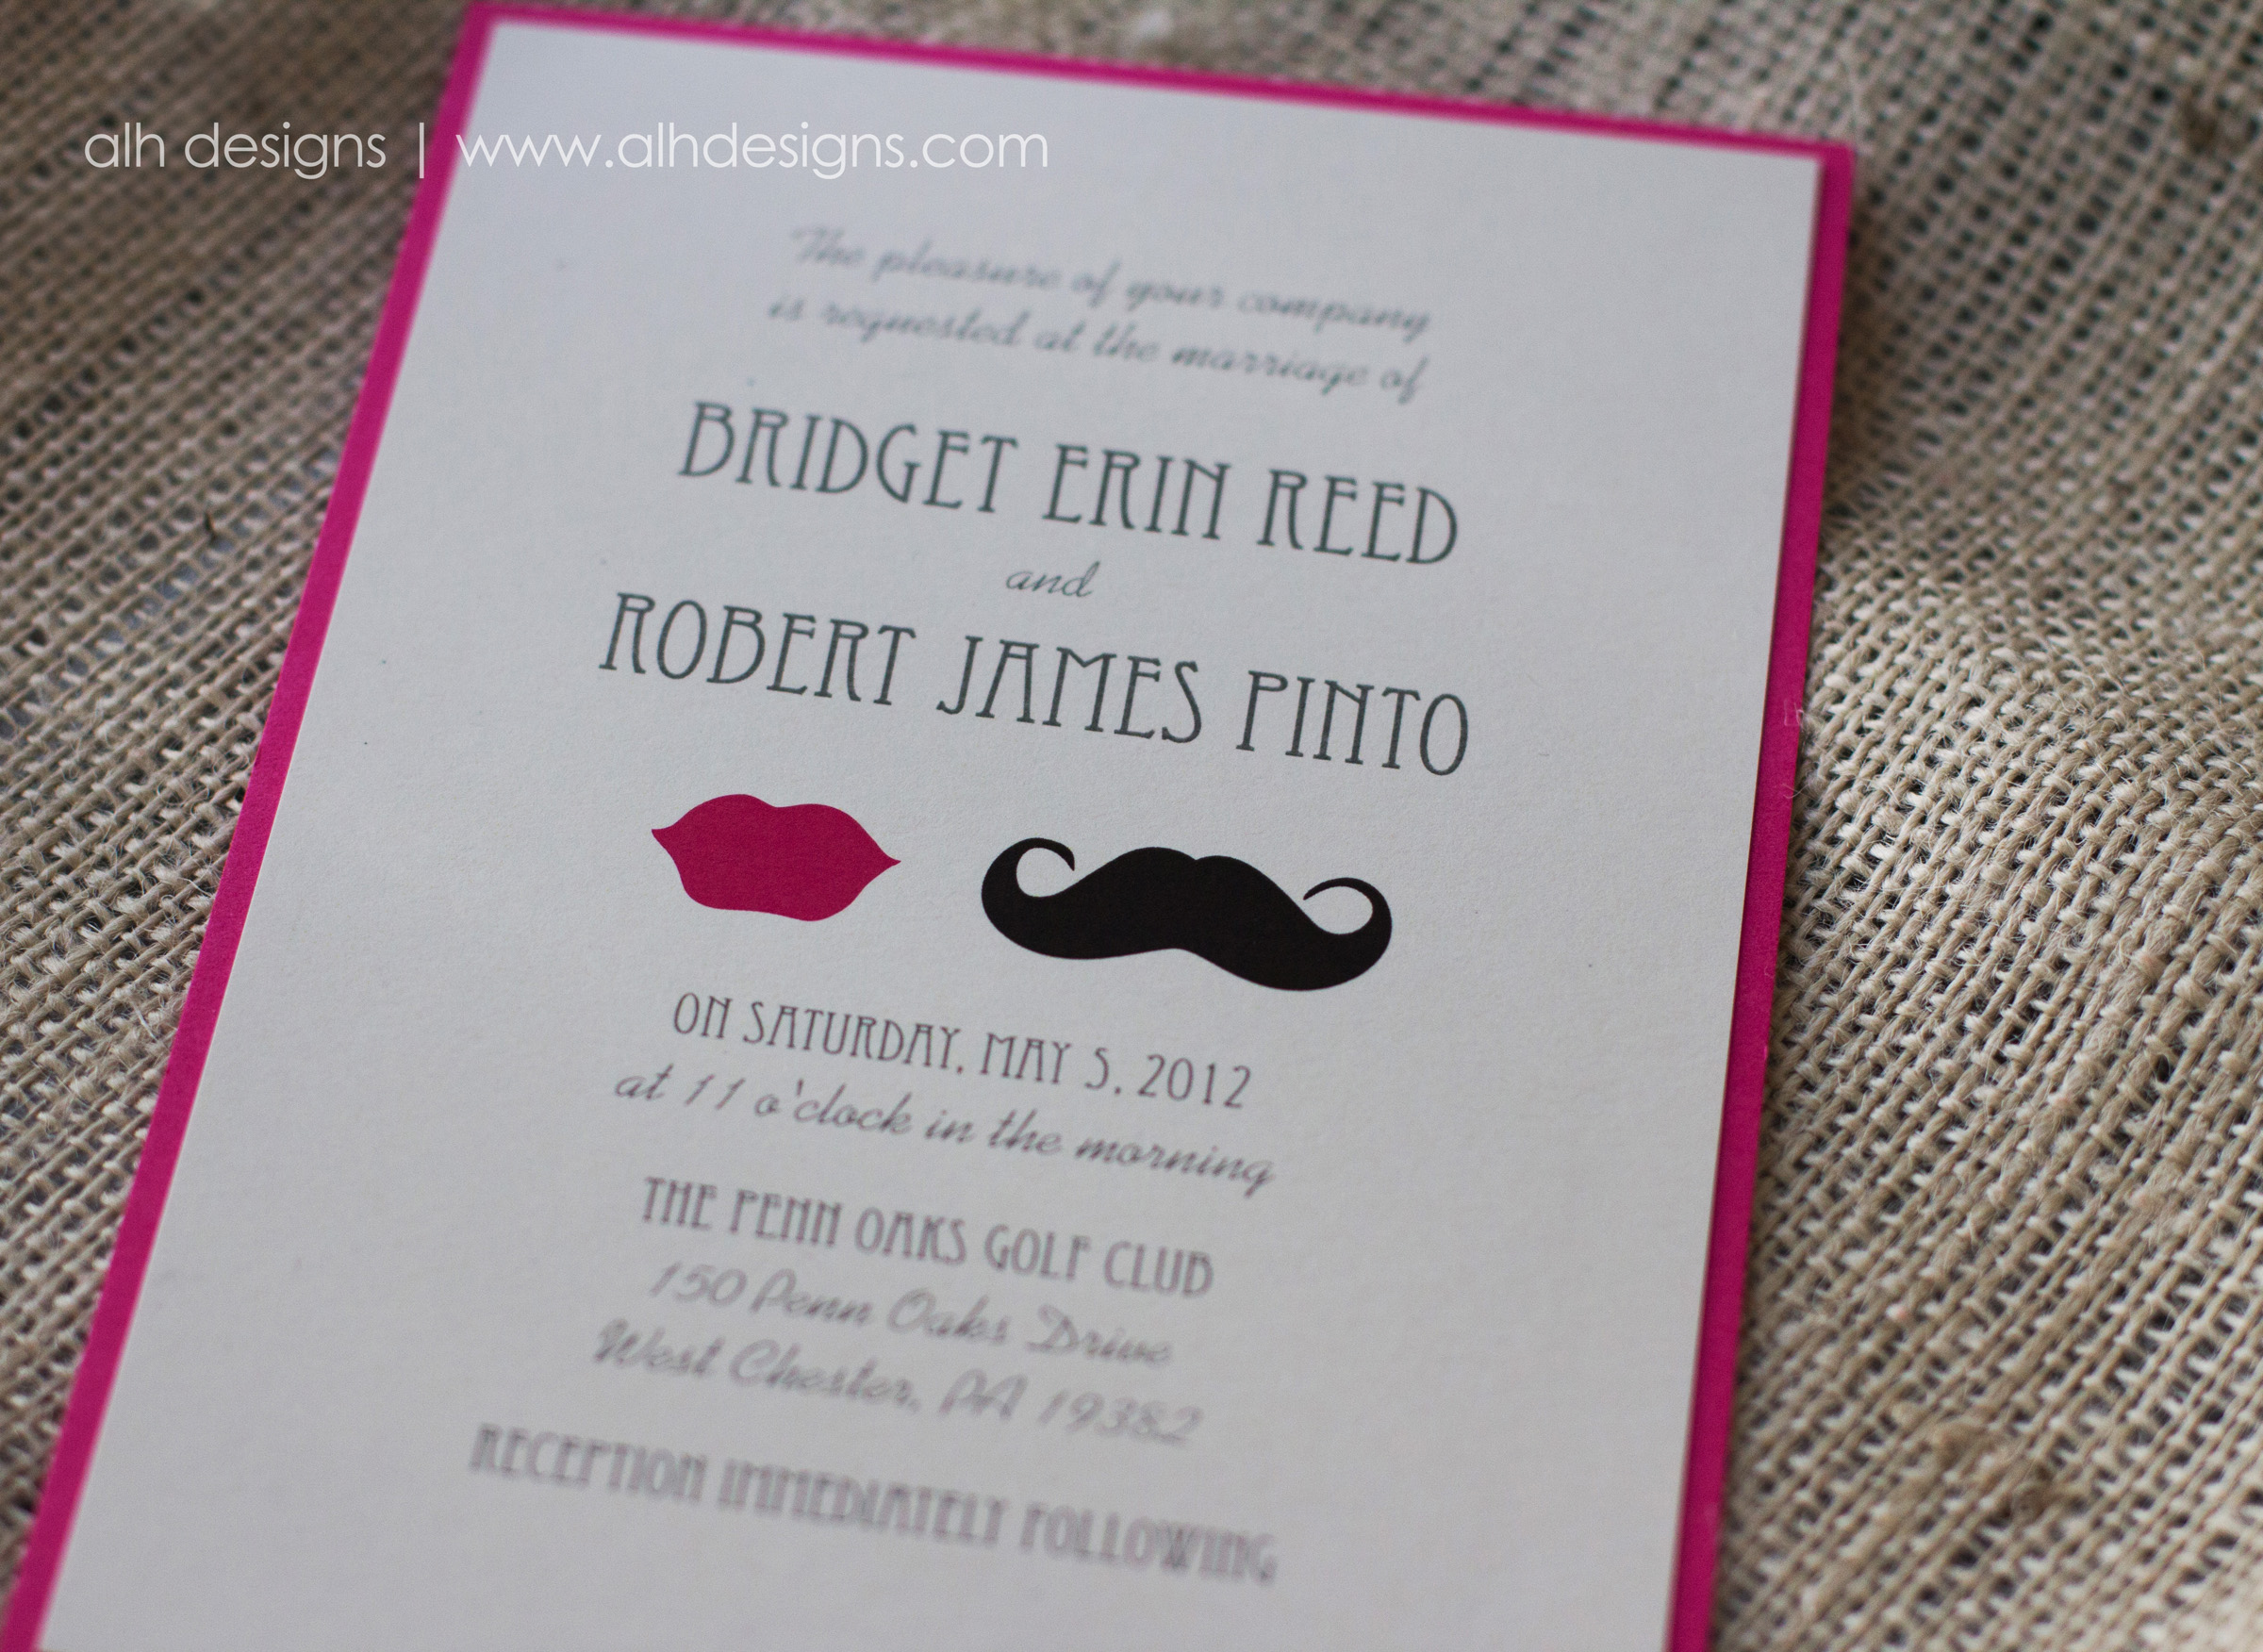 alh designs | www.alhdesigns.com
The pleasure of your company
is requested at the marriage of
BRIDGET ERIN REED
and
ROBERT JAMES PINTO
ON SATURDAY, MAY 5, 2012
at 11 o'clock in the morning
THE PENN OAKS GOLF CLUB
150 Penn Oaks Drive
West Chester, PA 19382
RECEPTION IMMEDIATELY FOLLOWING